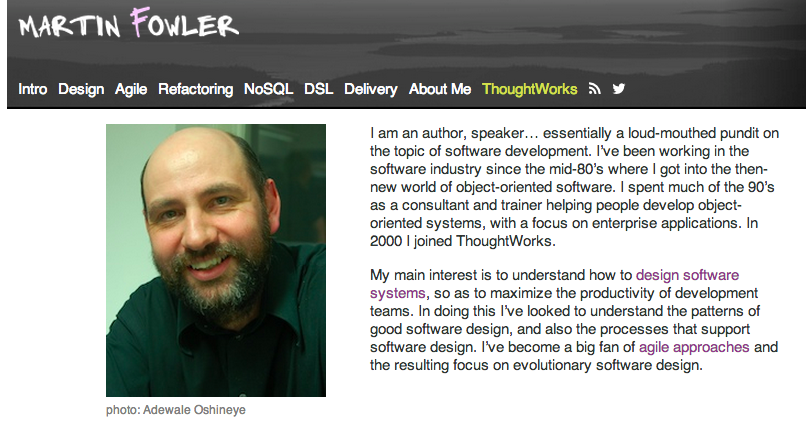 MARTIN FOWLER
Intro Design Agile Refactoring NoSQL DSL Delivery About Me ThoughtWorks
I am an author, speaker… essentially a loud-mouthed pundit on
the topic of software development. I’ve been working in the
software industry since the mid-80’s where I got into the then-
new world of object-oriented software. I spent much of the 90’s
as a consultant and trainer helping people develop object-
oriented systems, with a focus on enterprise applications. In
2000 I joined ThoughtWorks.
My main interest is to understand how to design software
systems, so as to maximize the productivity of development
teams. In doing this I’ve looked to understand the patterns of
good software design, and also the processes that support
software design. I’ve become a big fan of agile approaches and
the resulting focus on evolutionary software design.
photo: Adewale Oshineye